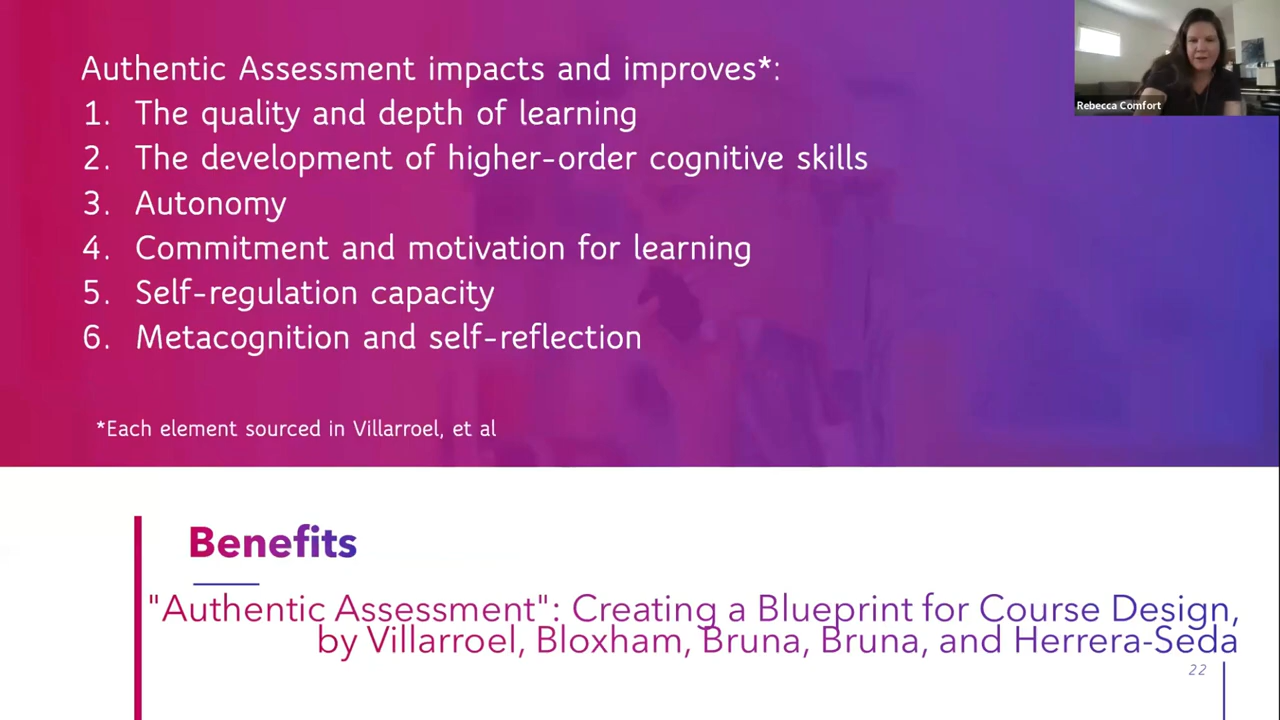 Authentic Assessment impacts and improves*:
1. The quality and depth of learning
2. The development of higher-order cognitive skills
3. Autonomy
4. Commitment and motivation for learning
5. Self-regulation capacity
6. Metacognition and self-reflection
*Each element sourced in Villarroel, et al
Rebecca Comfort
Benefits
"Authentic Assessment": Creating a Blueprint for Course Design,
by Villarroel, Bloxham, Bruna, Bruna, and Herrera-Seda
22